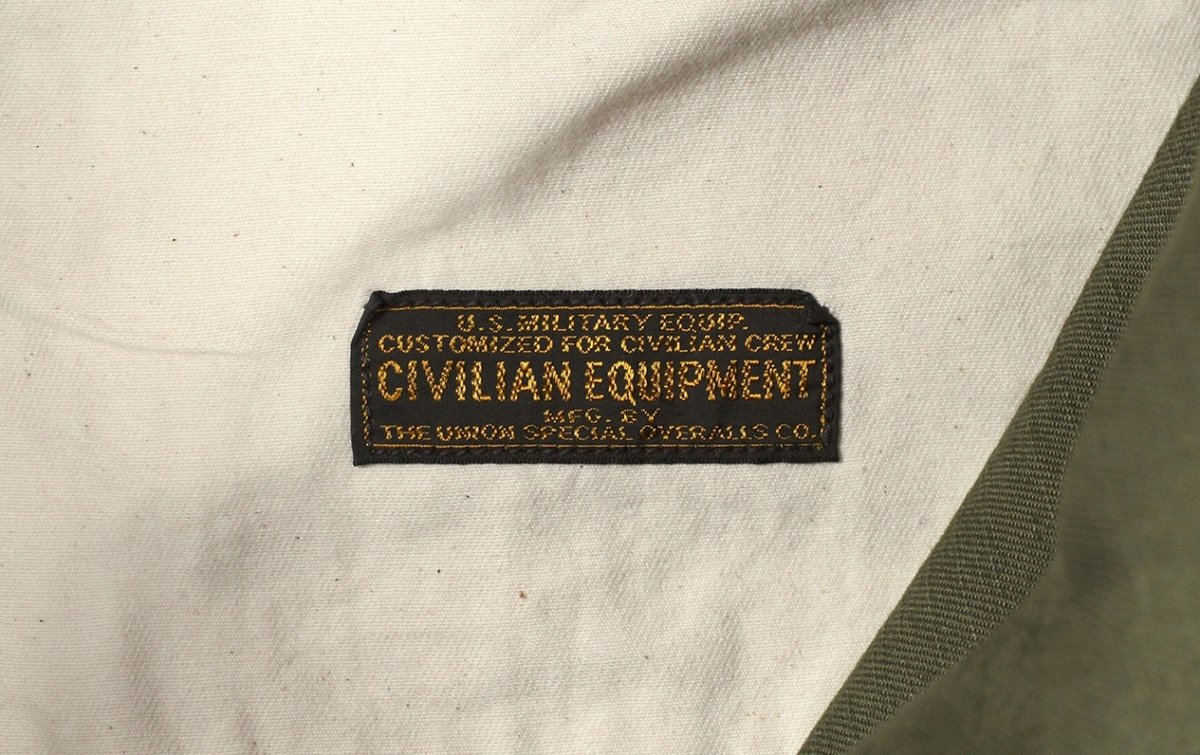 U.S. MILITARY EQUIP.
CUSTOMIZED FOR CIVILIAN CREW
CIVILIAN EQUIPMENT
MFG. BY
THE UNION SPECIAL OVERALLS CO.